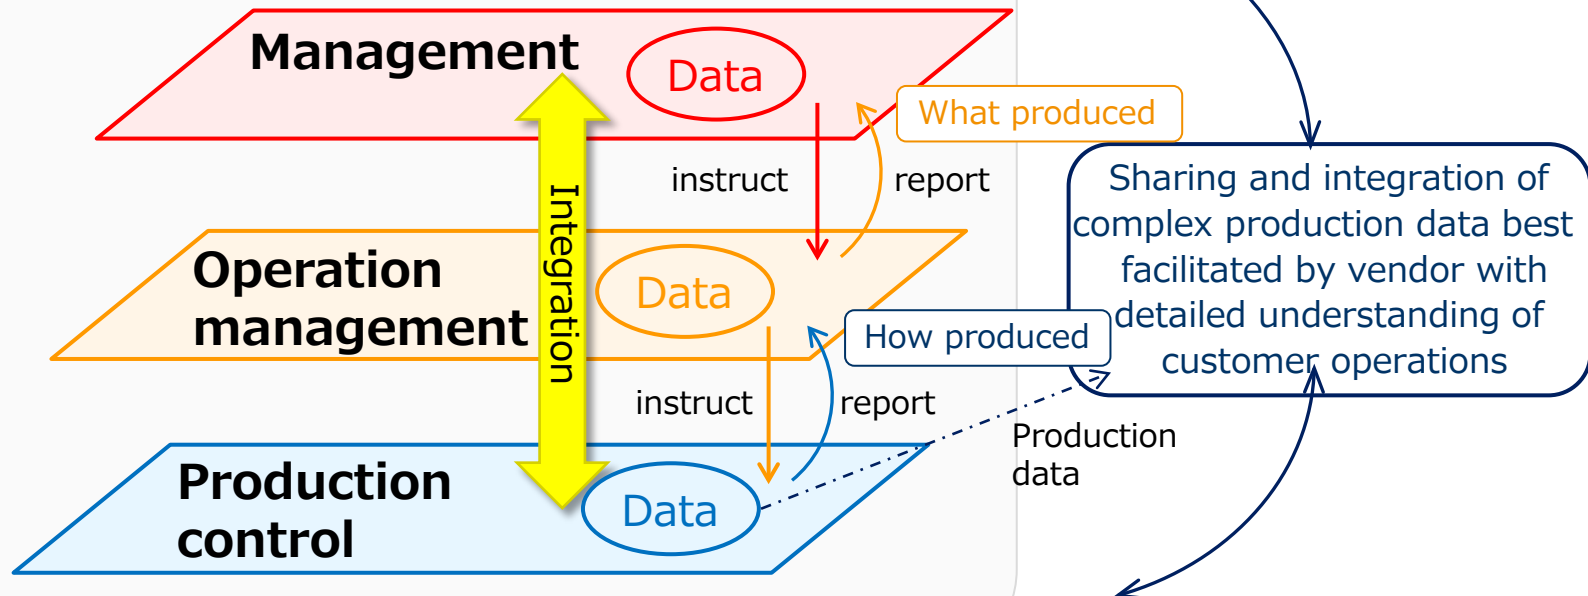 Management
Data
What produced
instruct
report
Integration
Operation
management
Data
How produced
instruct
report
Production
control
Data
Production
data
Sharing and integration of
complex production data best
facilitated by vendor with
detailed understanding of
customer operations